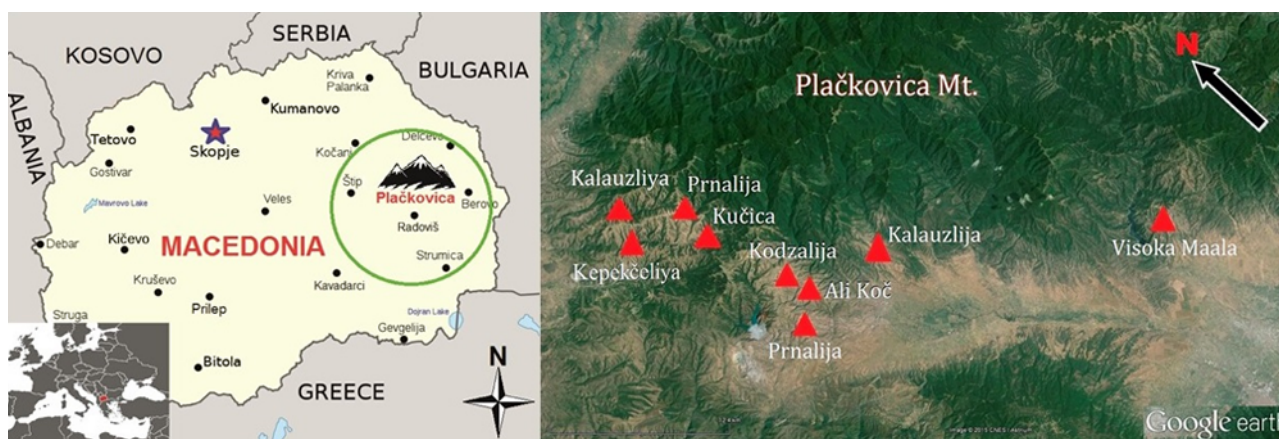 KOSOVO
SERBIA
BULGARIA
ALBANIA
Kriva
Palanka
Kumanovo
Tetovo
Gostivar
Skopje
Kočani
Delčevo
Štip
Plačkovica
Berovo
Mavrovo Lake
Veles
Radoviš
Debar
Kičevo
MACEDONIA
Strumica
Kruševo
Prilep
Kavadarci
Struga
Dojran Lake
Gevgelija
Bitola
GREECE
N
N
Plačkovica Mt.
Kalauzliya
Prnalija
Kučica
Kepekčeliya
Kodzalija
Kalauzlija
Ali Koč
Visoka Maala
Prnalija
Google earth